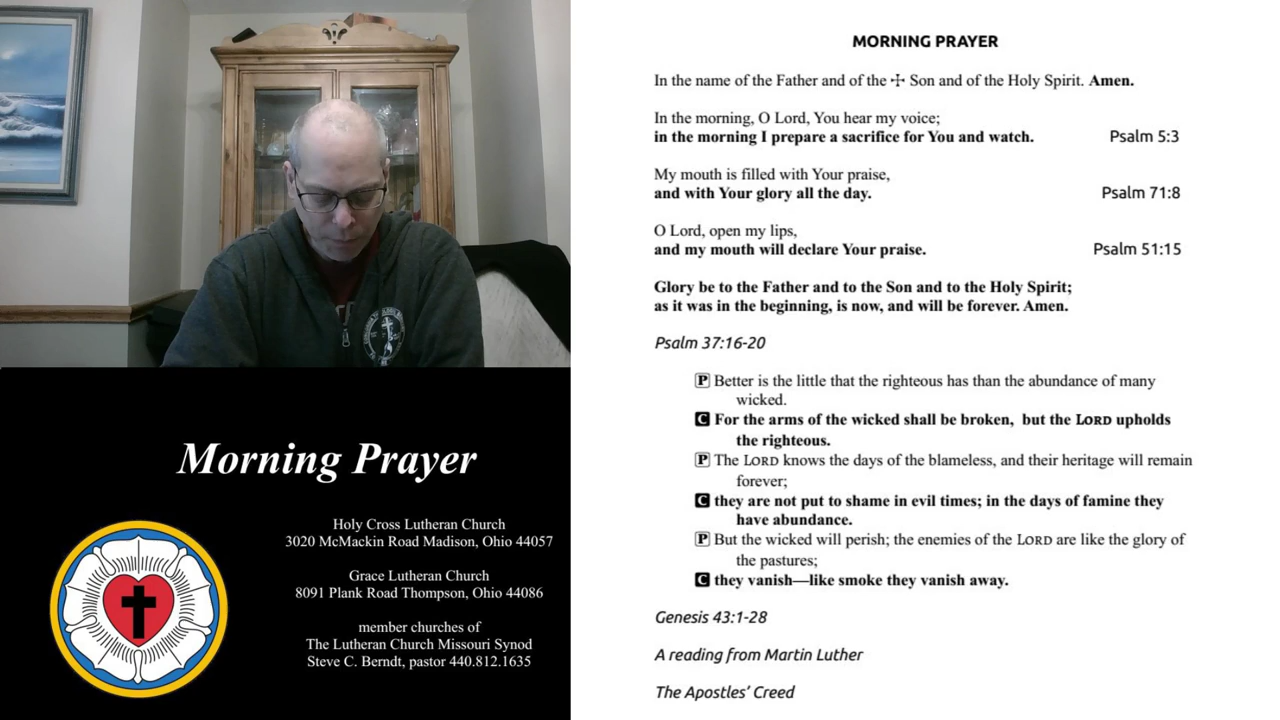 Morning Prayer
Holy Cross Lutheran Church
3020 McMackin Road Madison, Ohio 44057
Grace Lutheran Church
8091 Plank Road Thompson, Ohio 44086
member churches of
The Lutheran Church Missouri Synod
Steve C. Berndt, pastor 440.812.1635
MORNING PRAYER
In the name of the Father and of the ☩ Son and of the Holy Spirit. Amen.
In the morning, O Lord, You hear my voice;
in the morning I prepare a sacrifice for You and watch. Psalm 5:3
My mouth is filled with Your praise,
and with Your glory all the day. Psalm 71:8
O Lord, open my lips,
and my mouth will declare Your praise. Psalm 51:15
Glory be to the Father and to the Son and to the Holy Spirit;
as it was in the beginning, is now, and will be forever. Amen.
Psalm 37:16-20
P Better is the little that the righteous has than the abundance of many
wicked.
C For the arms of the wicked shall be broken, but the LORD upholds
the righteous.
P The LORD knows the days of the blameless, and their heritage will remain
forever;
C they are not put to shame in evil times; in the days of famine they
have abundance.
P But the wicked will perish; the enemies of the LORD are like the glory of
the pastures;
C they vanish—like smoke they vanish away.
Genesis 43:1-28
A reading from Martin Luther
The Apostles’ Creed